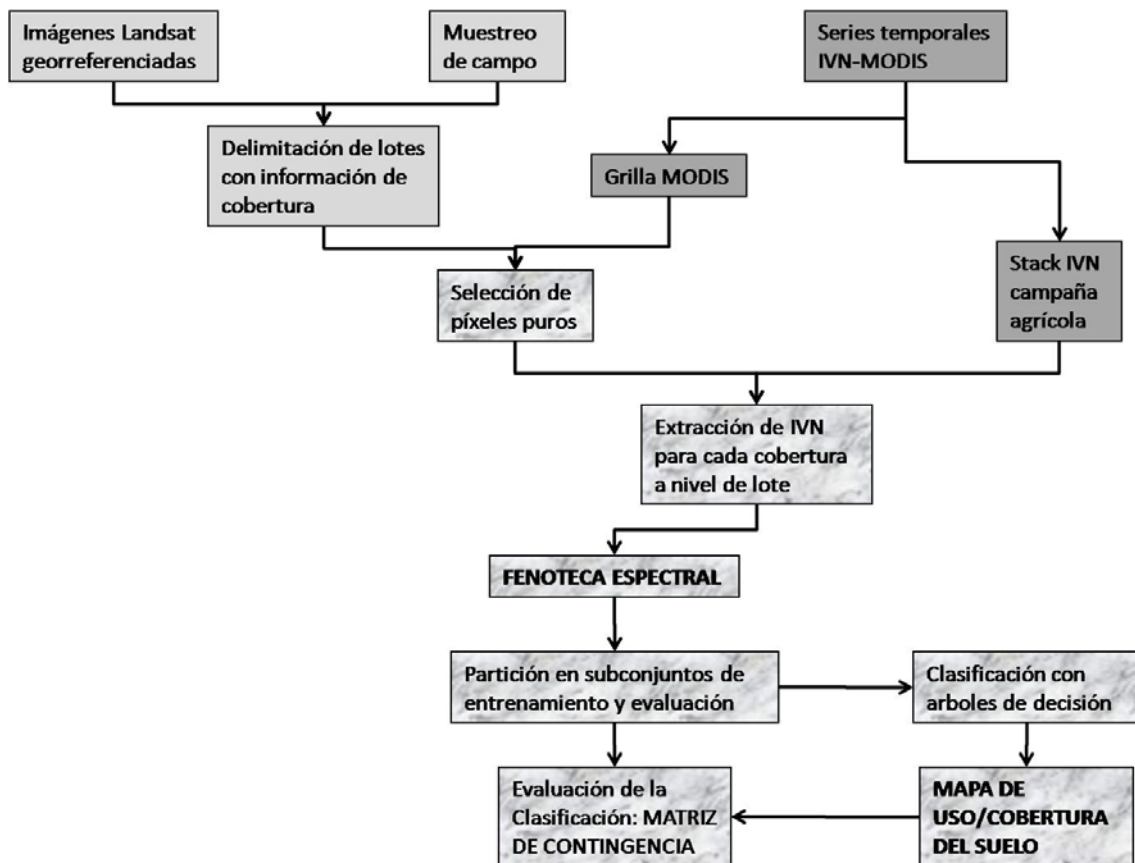 Imágenes Landsat
georreferenciadas
Muestreo
de campo
Series temporales
IVN-MODIS
Delimitación de lotes
con información de
cobertura
Grilla MODIS
Selección de
píxeles puros
Stack IVN
campaña
agrícola
Extracción de IVN
para cada cobertura
a nivel de lote
FENOTECA ESPECTRAL
Partición en subconjuntos de
entrenamiento y evaluación
Clasificación con
arboles de decisión
Evaluación de la
Clasificación: MATRIZ
DE CONTINGENCIA
MAPA DE
USO/COBERTURA
DEL SUELO